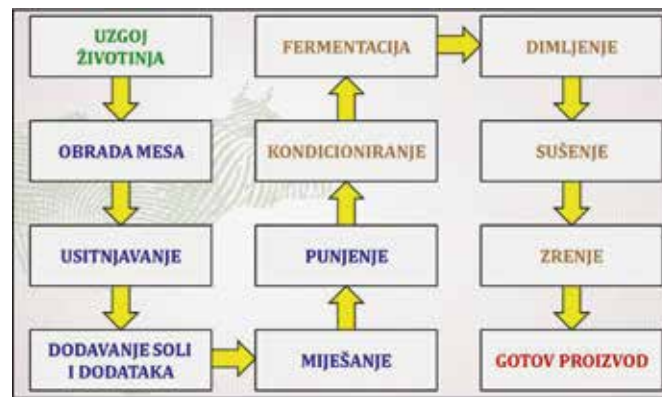 UZGOJ
ŽIVOTINJA
OBRADA MESA
USITNJAVANJE
DODAVANJE SOLI
I DODATAKA
MIJEŠANJE
PUNJENJE
KONDICIONIRANJE
FERMENTACIJA
DIMLJENJE
SUŠENJE
ZRENJE
GOTOV PROIZVOD